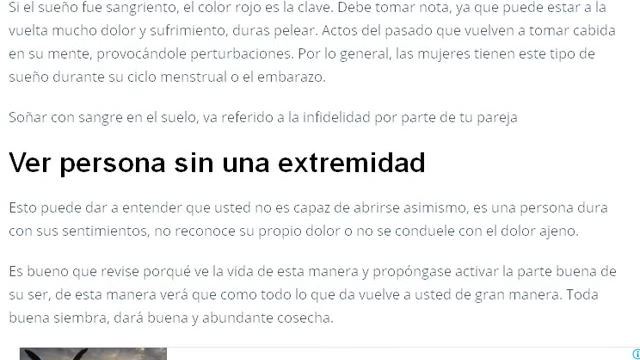 Si el sueño fue sangriento, el color rojo es la clave. Debe tomar nota, ya que puede estar a la
vuelta mucho dolor y sufrimiento, duras pelear. Actos del pasado que vuelven a tomar cabida
en su mente, provocándole perturbaciones. Por lo general, las mujeres tienen este tipo de
sueño durante su ciclo menstrual o el embarazo.
Soñar con sangre en el suelo, va referido a la infidelidad por parte de tu pareja
Ver persona sin una extremidad
Esto puede dar a entender que usted no es capaz de abrirse asimismo, es una persona dura
con sus sentimientos, no reconoce su propio dolor o no se conduele con el dolor ajeno.
Es bueno que revise porqué ve la vida de esta manera y propóngase activar la parte buena de
su ser, de esta manera verá que como todo lo que da vuelve a usted de gran manera. Toda
buena siembra, dará buena y abundante cosecha.